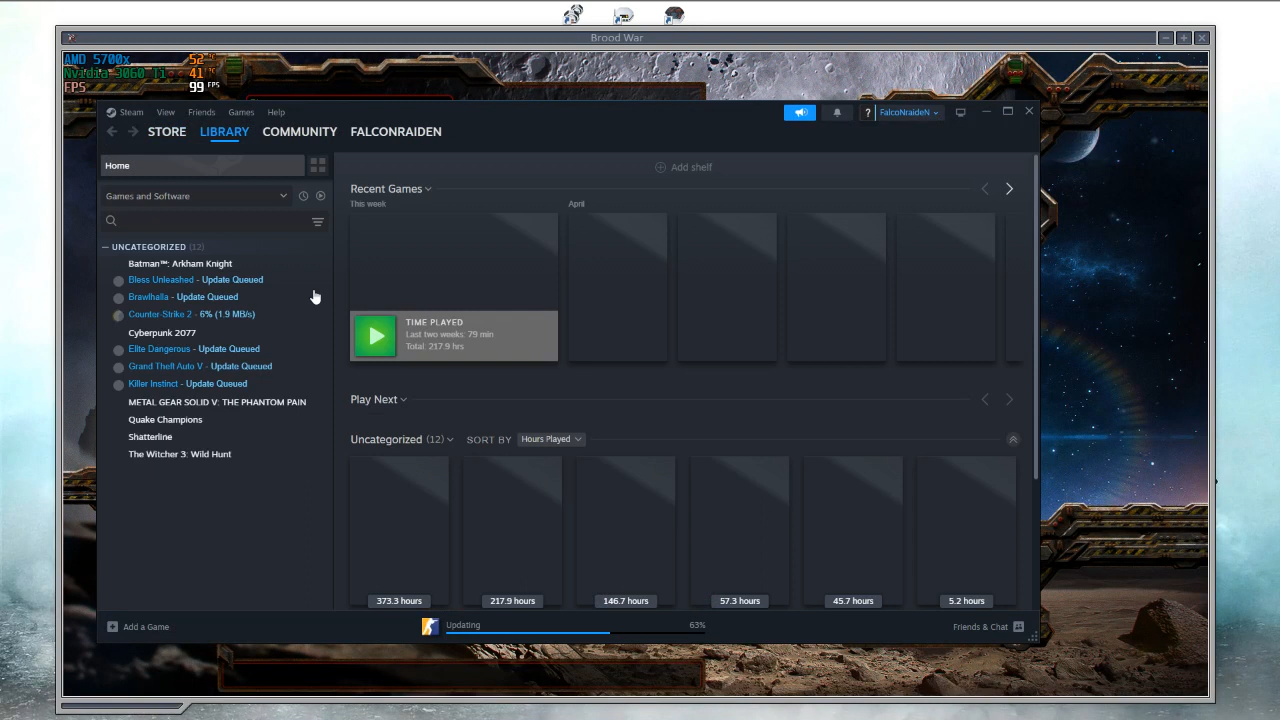 Brood War
AMD 5700x 52 °C
Nvidia 3060 Ti 41 °C
FPS 99 FPS
Steam View Friends Games Help
? FalcoNraideN
STORE LIBRARY COMMUNITY FALCONRAIDEN
Home
Add shelf
Games and Software
Recent Games
This week April
UNCATEGORIZED (12)
Batman™: Arkham Knight
Bless Unleashed - Update Queued
Brawlhalla - Update Queued
Counter-Strike 2 - 6% (1.9 MB/s)
Cyberpunk 2077
Elite Dangerous - Update Queued
Grand Theft Auto V - Update Queued
Killer Instinct - Update Queued
METAL GEAR SOLID V: THE PHANTOM PAIN
Quake Champions
Shatterline
The Witcher 3: Wild Hunt
TIME PLAYED
Last two weeks: 79 min
Total: 217.9 hrs
Play Next
Uncategorized (12) SORT BY Hours Played
373.3 hours 217.9 hours 146.7 hours 57.3 hours 45.7 hours 5.2 hours
Add a Game
Updating 63%
Friends & Chat